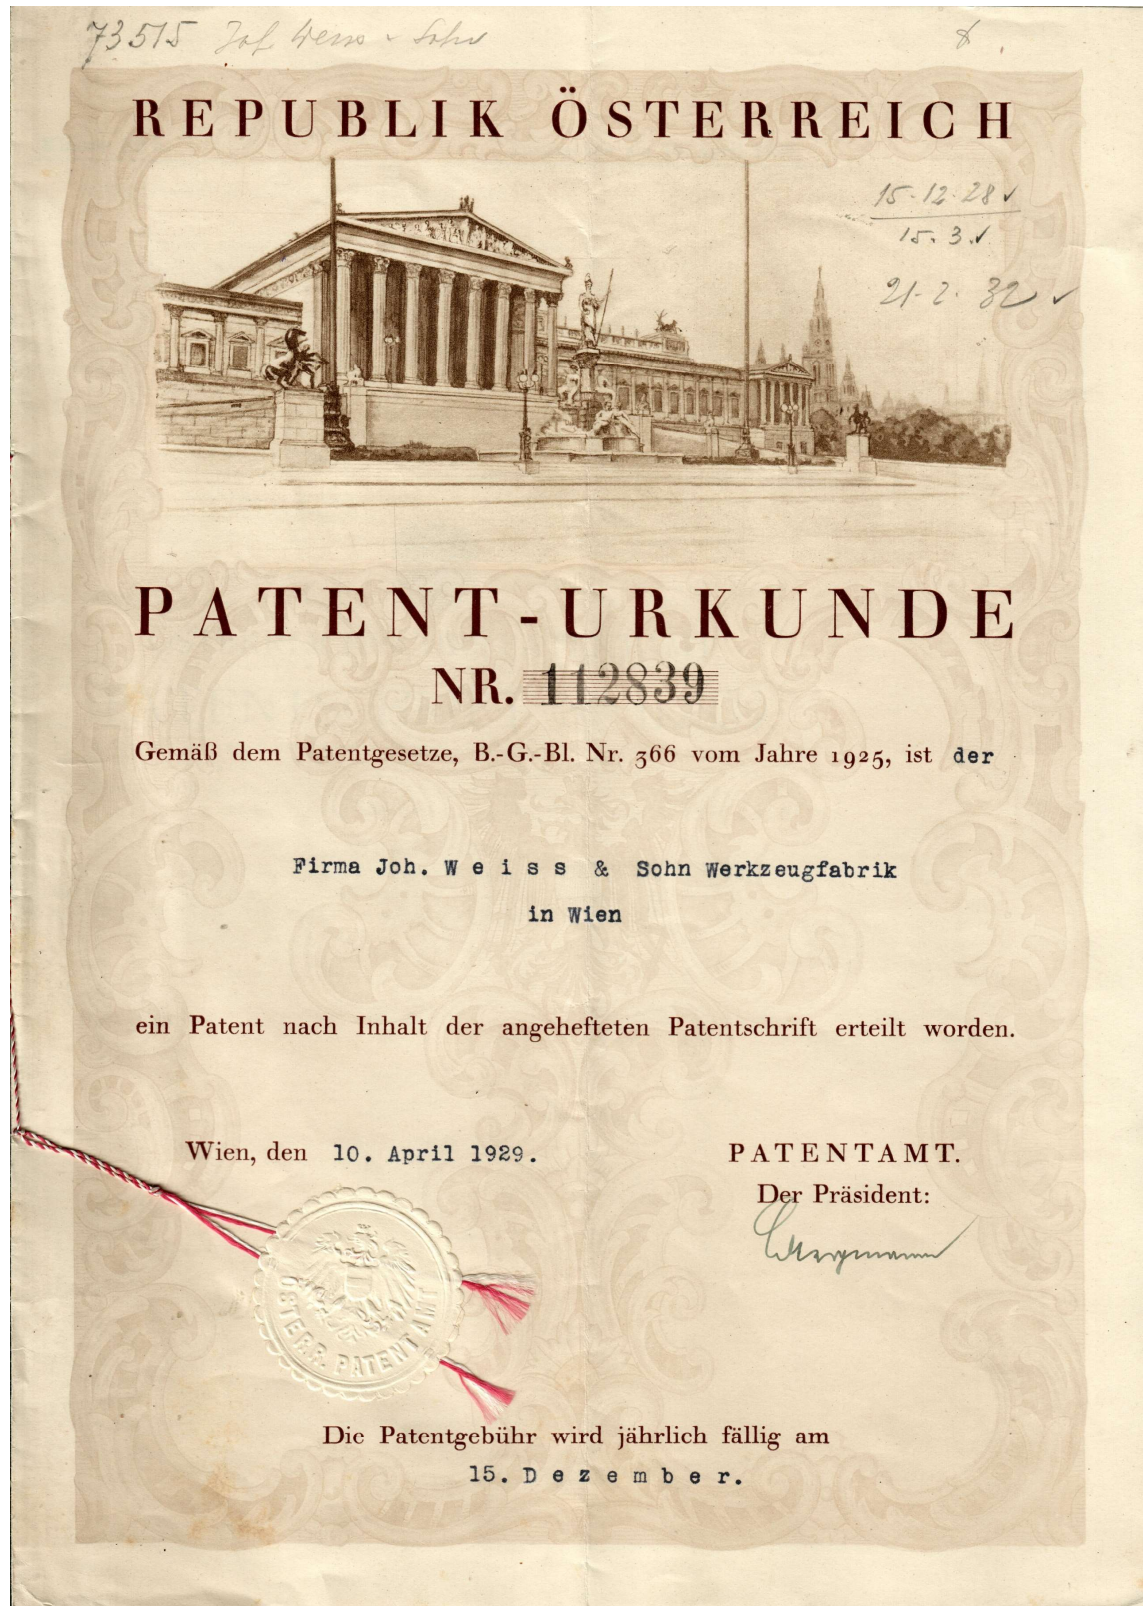 73515 Joh Weiss & Sohn
REPUBLIK ÖSTERREICH
15-12-28 ✓
15. 3. ✓
21-2-32 ✓
PATENT-URKUNDE
NR. 112839
Gemäß dem Patentgesetze, B.-G.-Bl. Nr. 366 vom Jahre 1925, ist der
Firma Joh. Weiss & Sohn Werkzeugfabrik
in Wien
ein Patent nach Inhalt der angehefteten Patentschrift erteilt worden.
Wien, den 10. April 1929.
PATENTAMT.
Der Präsident:
ÖSTERR. PATENTAMT
Die Patentgebühr wird jährlich fällig am
15. Dezember.